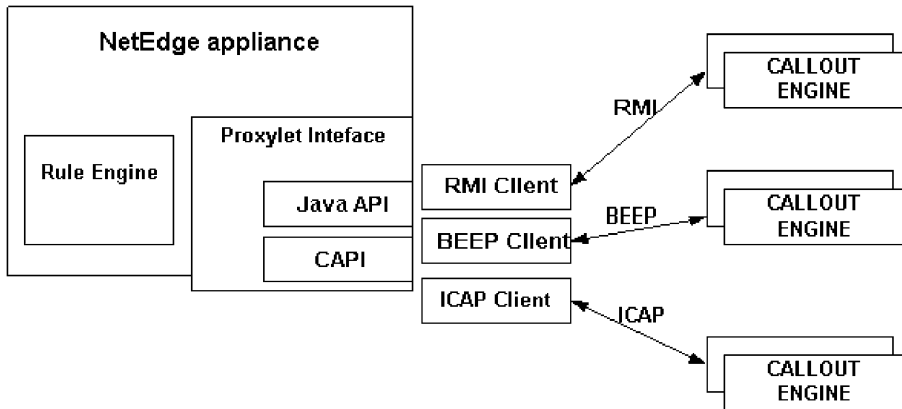 NetEdge appliance
Rule Engine
Proxylet Inteface
Java API
CAPI
RMI Client
BEEP Client
ICAP Client
RMI
BEEP
ICAP
CALLOUT
ENGINE
CALLOUT
ENGINE
CALLOUT
ENGINE